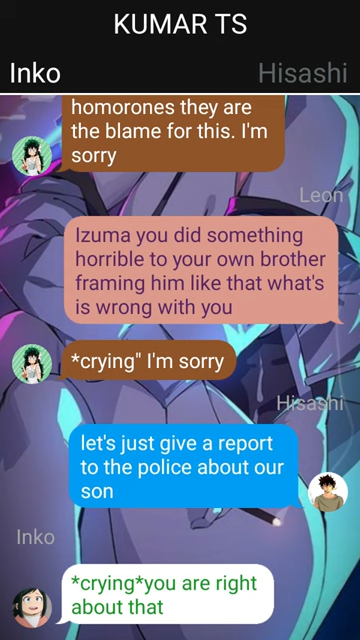 KUMAR TS
Inko Hisashi
homorones they are
the blame for this. I'm
sorry
Leon
Izuma you did something
horrible to your own brother
framing him like that what's
is wrong with you
*crying" I'm sorry
Hisashi
let's just give a report
to the police about our
son
Inko
*crying*you are right
about that